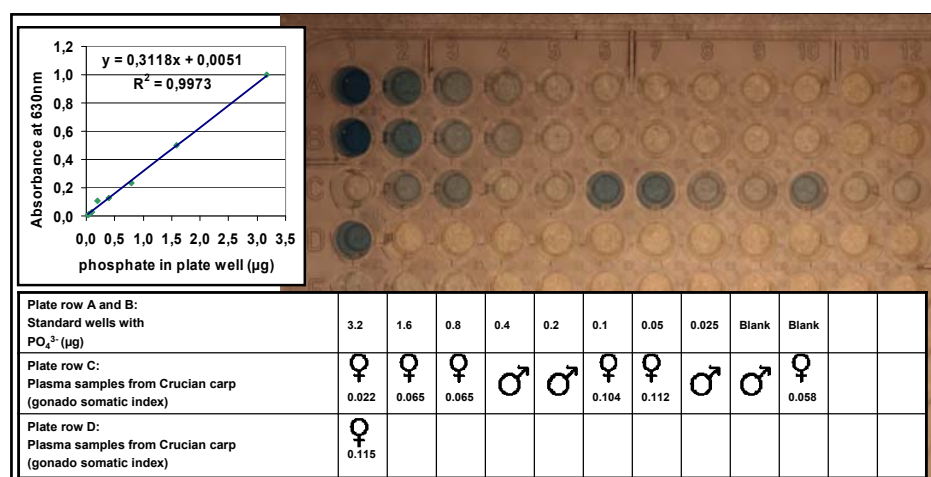 1,2
1,0
0,8
0,6
0,4
0,2
0,0
Absorbance at 630nm
y = 0,3118x + 0,0051
R² = 0,9973
0,0 0,5 1,0 1,5 2,0 2,5 3,0 3,5
phosphate in plate well (µg)
1 2 3 4 5 6 7 8 9 10 11 12
A
B
C
D
Plate row A and B:
Standard wells with
PO₄³⁻ (µg)
3.2 1.6 0.8 0.4 0.2 0.1 0.05 0.025 Blank Blank
Plate row C:
Plasma samples from Crucian carp
(gonado somatic index)
♀ ♀ ♀ ♂ ♂ ♀ ♀ ♂ ♂ ♀
0.022 0.065 0.065 0.104 0.112 0.058
Plate row D:
Plasma samples from Crucian carp
(gonado somatic index)
♀
0.115